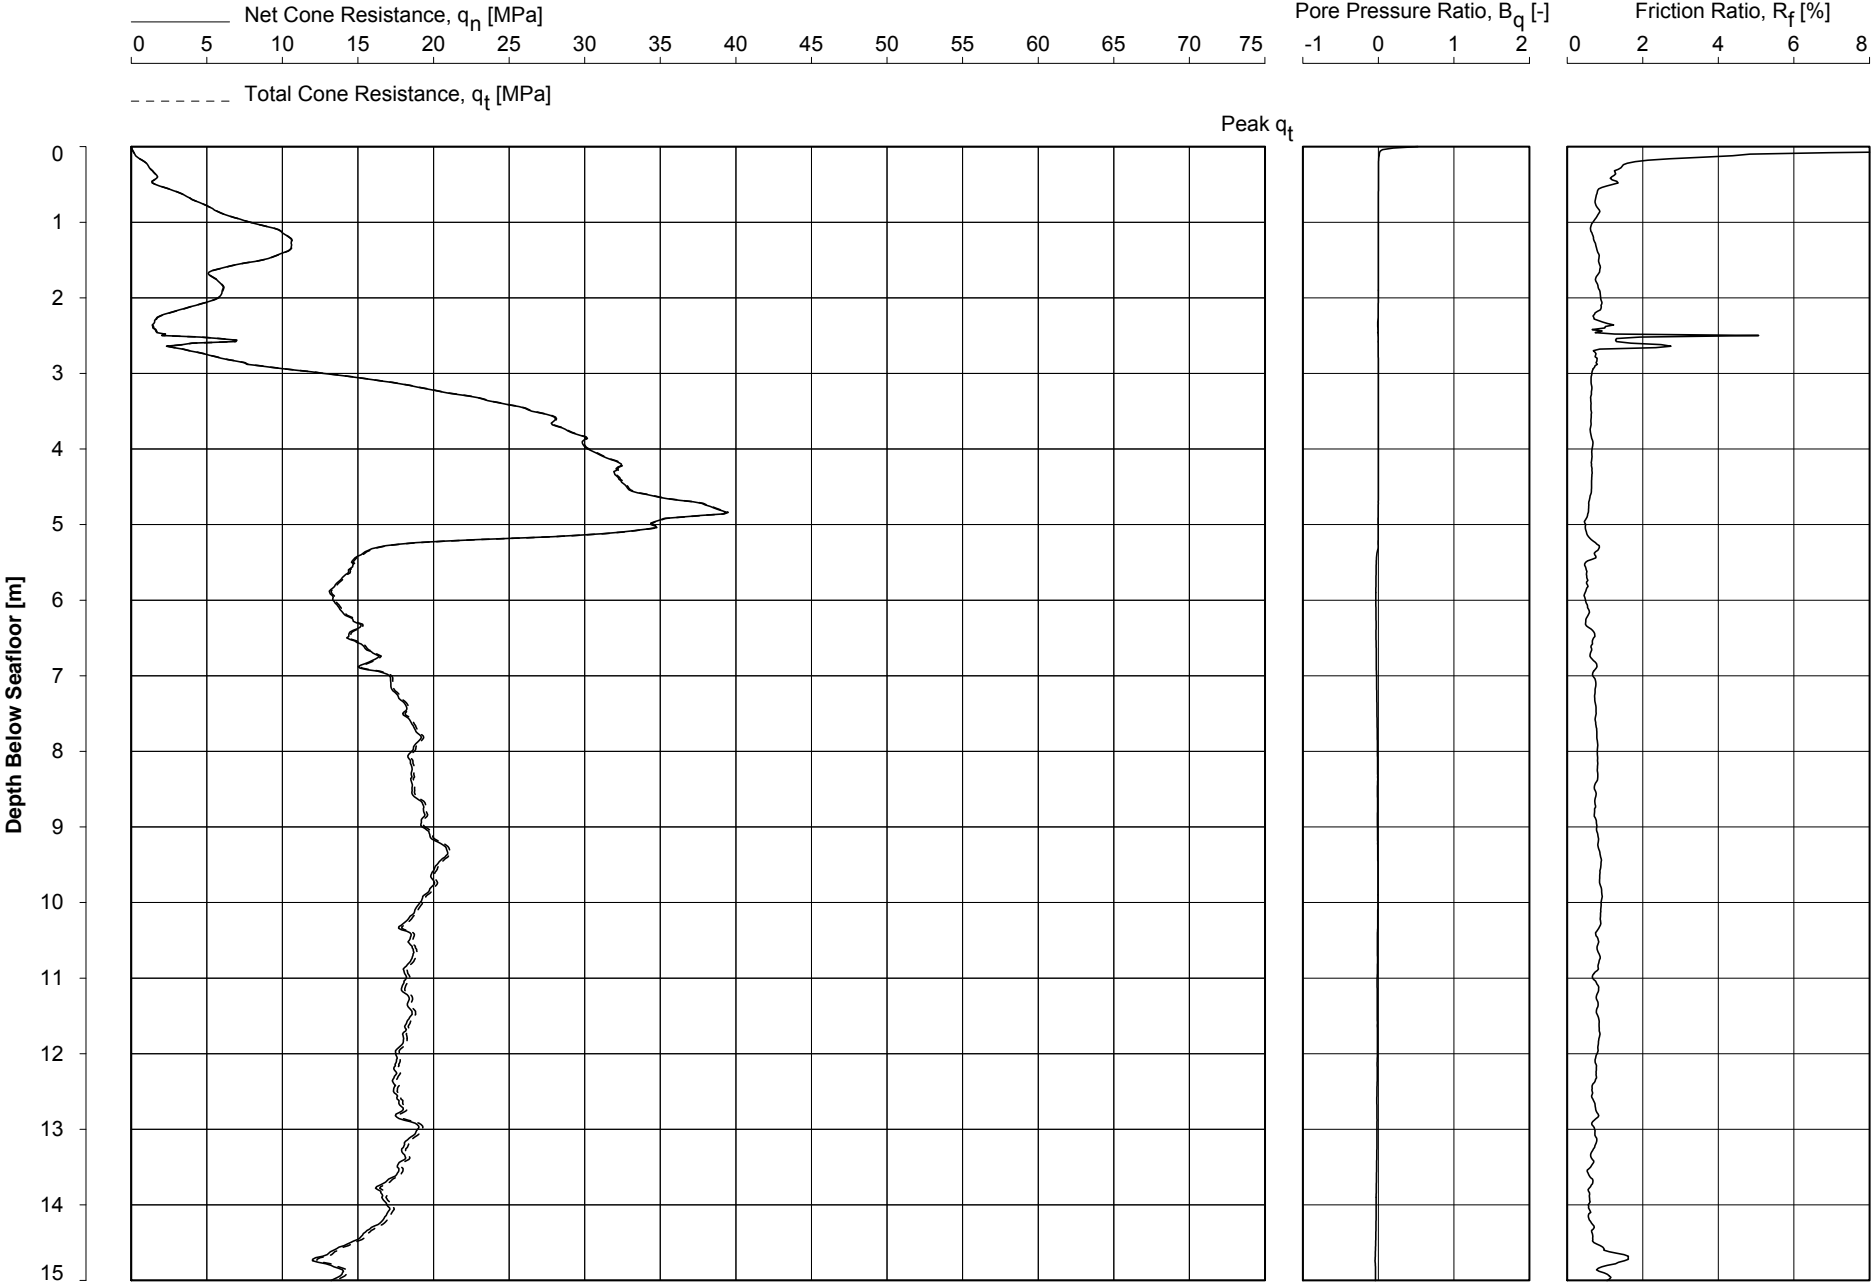 Net Cone Resistance, qn [MPa]
Pore Pressure Ratio, Bq [-]
Friction Ratio, Rf [%]
0 5 10 15 20 25 30 35 40 45 50 55 60 65 70 75
-1 0 1 2
0 2 4 6 8
Total Cone Resistance, qt [MPa]
Peak qt
Depth Below Seafloor [m]
0
1
2
3
4
5
6
7
8
9
10
11
12
13
14
15